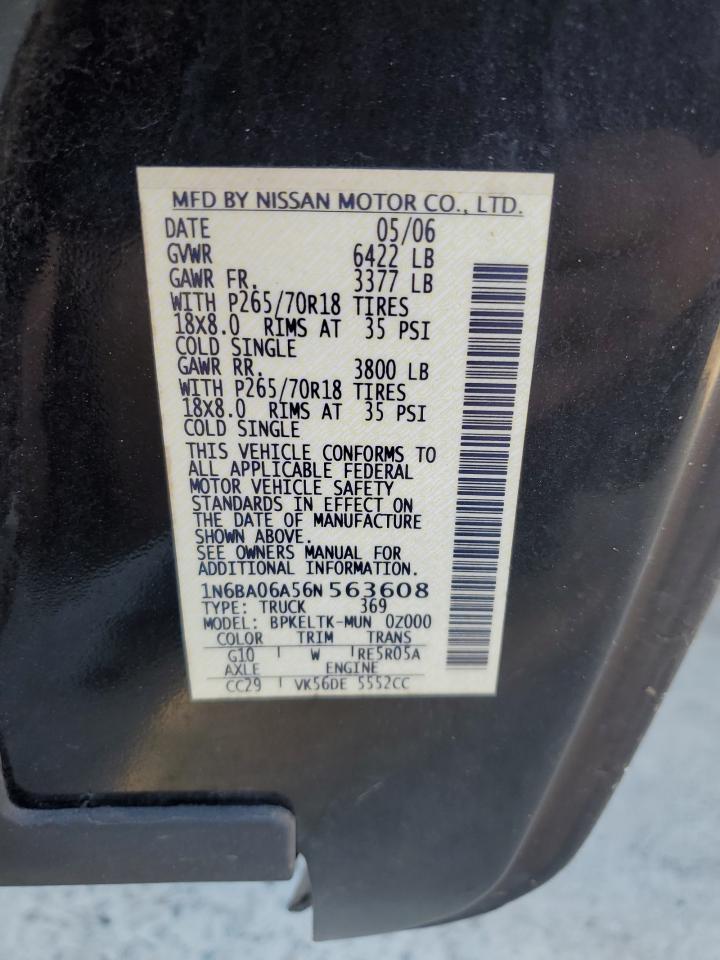 MFD BY NISSAN MOTOR CO., LTD.
DATE 05/06
GVWR 6422 LB
GAWR FR. 3377 LB
WITH P265/70R18 TIRES
18X8.0 RIMS AT 35 PSI
COLD SINGLE
GAWR RR. 3800 LB
WITH P265/70R18 TIRES
18X8.0 RIMS AT 35 PSI
COLD SINGLE
THIS VEHICLE CONFORMS TO
ALL APPLICABLE FEDERAL
MOTOR VEHICLE SAFETY
STANDARDS IN EFFECT ON
THE DATE OF MANUFACTURE
SHOWN ABOVE.
SEE OWNERS MANUAL FOR
ADDITIONAL INFORMATION.
1N6BA06A56N563608
TYPE: TRUCK 369
MODEL: BPKELTK-MUN 0Z000
COLOR TRIM TRANS
G10 W RE5R05A
AXLE ENGINE
CC29 VK56DE 5552CC